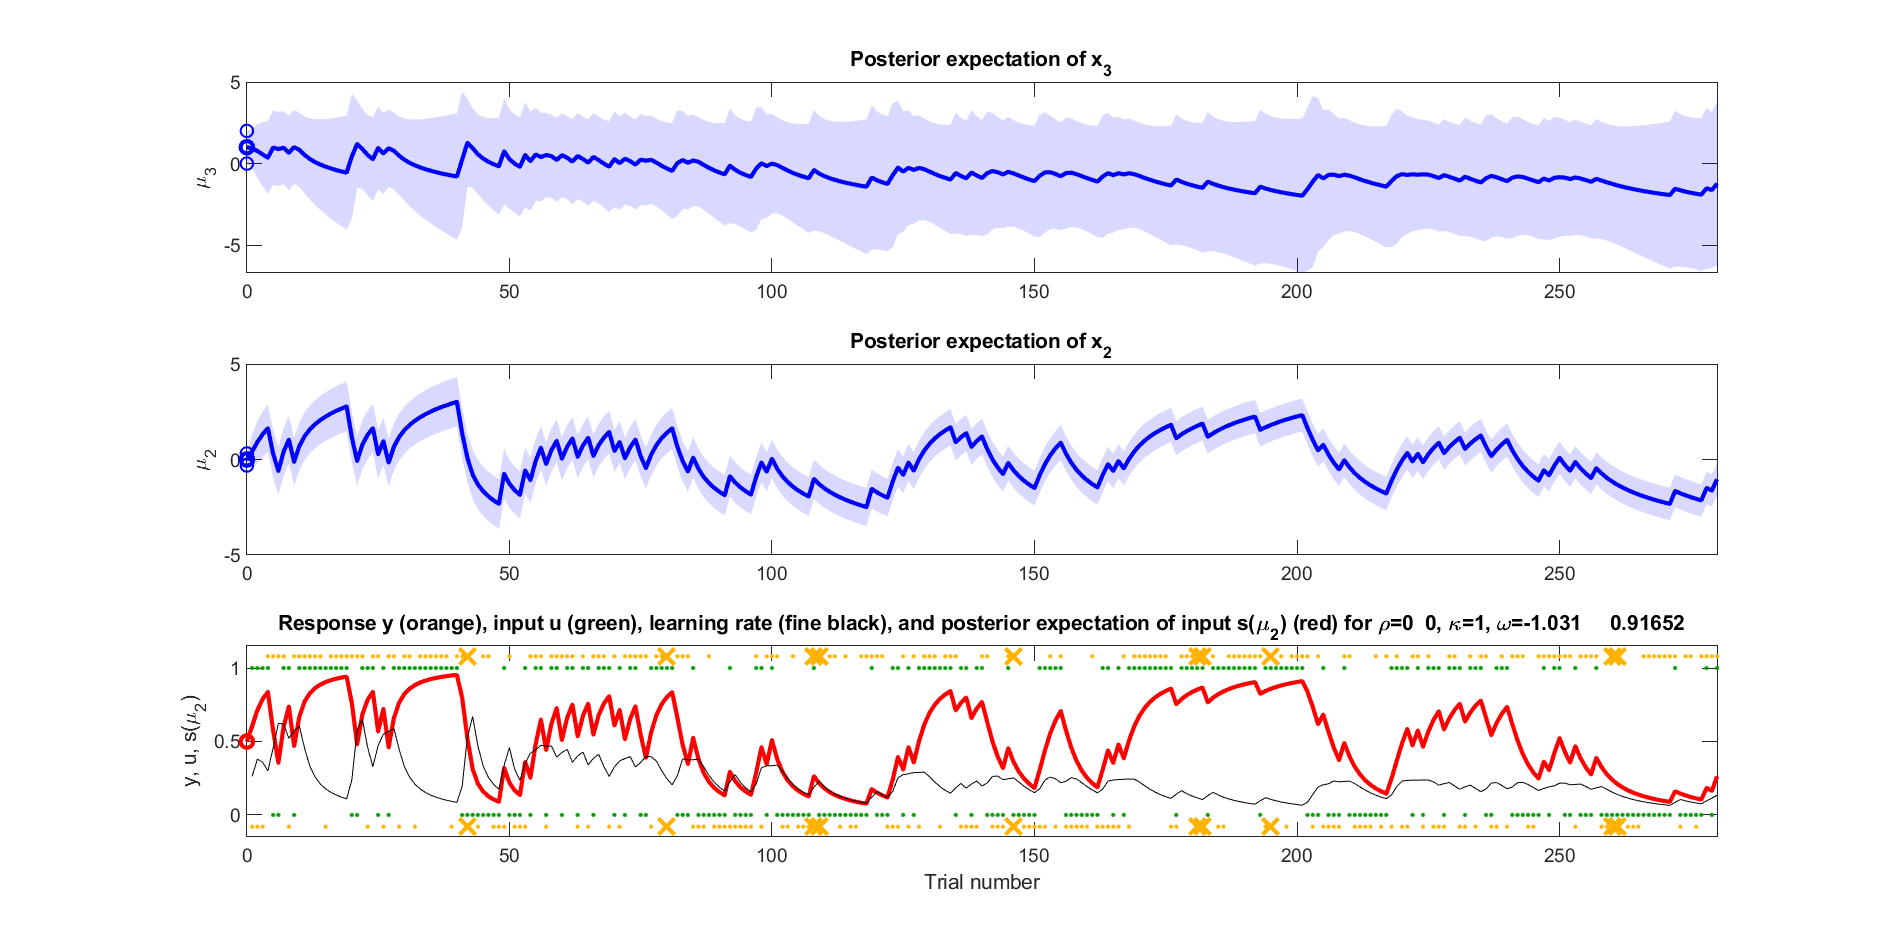 Posterior expectation of x3
5
0
-5
μ3
0 50 100 150 200 250
Posterior expectation of x2
5
0
-5
μ2
0 50 100 150 200 250
Response y (orange), input u (green), learning rate (fine black), and posterior expectation of input s(μ2) (red) for ρ=0 0, κ=1, ω=-1.031 0.91652
1
0.5
0
y, u, s(μ2)
0 50 100 150 200 250
Trial number